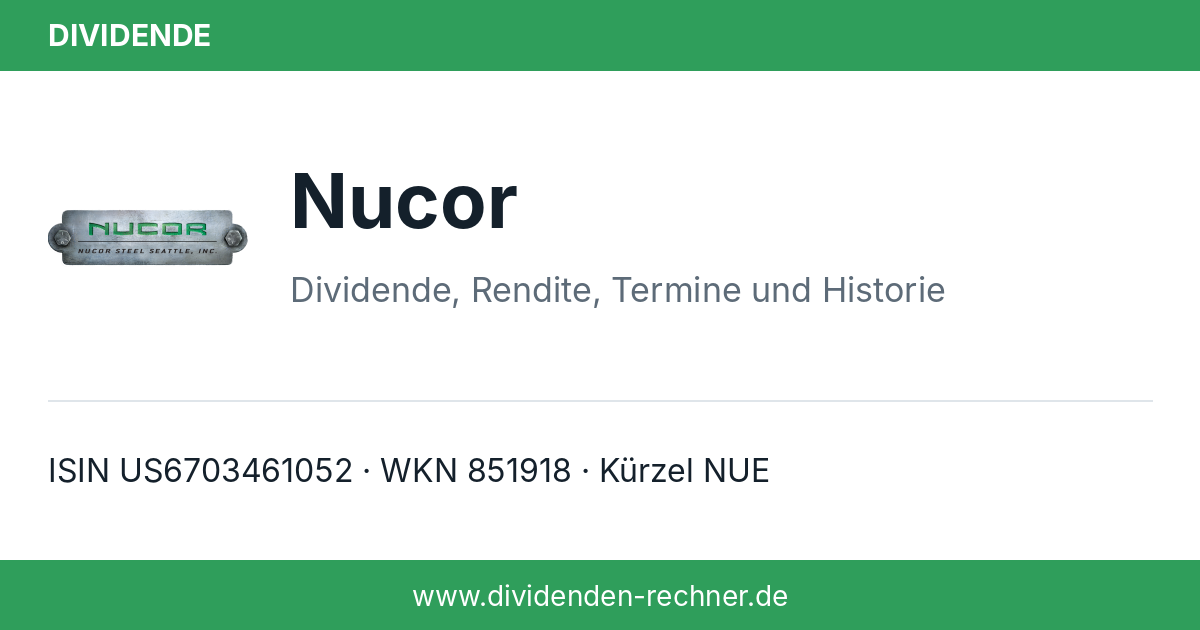 DIVIDENDE
NUCOR
NUCOR STEEL SEATTLE, INC.
Nucor
Dividende, Rendite, Termine und Historie
ISIN US6703461052 · WKN 851918 · Kürzel NUE
www.dividenden-rechner.de